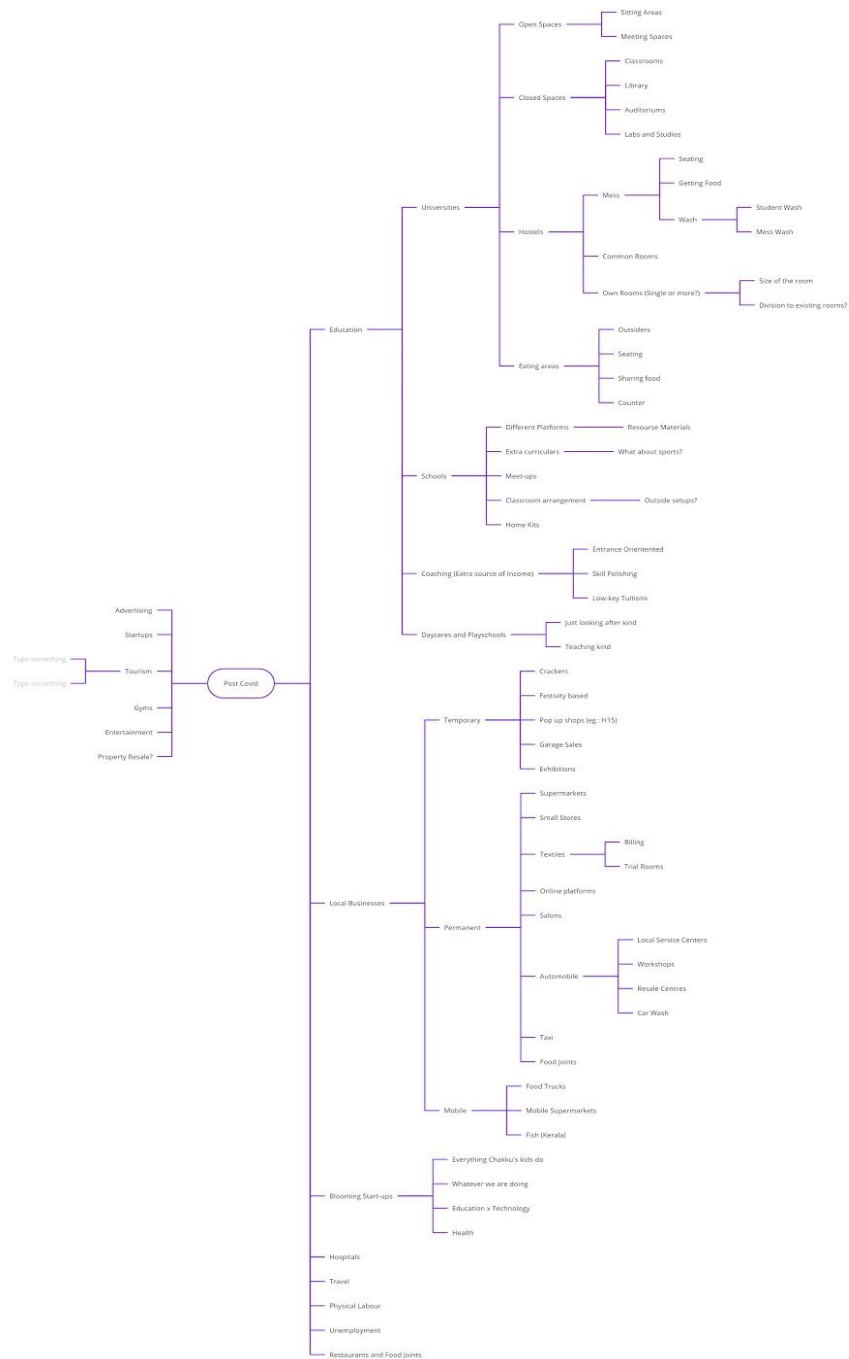 Post Covid
Advertising
Startups
Tourism
Type something
Type something
Gyms
Entertainment
Property Resale?
Education
Universities
Open Spaces
Sitting Areas
Meeting Spaces
Closed Spaces
Classrooms
Library
Auditoriums
Labs and Studios
Hostels
Mess
Seating
Getting Food
Wash
Student Wash
Mess Wash
Common Rooms
Own Rooms (Single or more?)
Size of the room
Division to existing rooms?
Eating areas
Outsiders
Seating
Sharing food
Counter
Schools
Different Platforms
Resourse Materials
Extra curriculars
What about sports?
Meet-ups
Classroom arrangement
Outside setups?
Home Kits
Coaching (Extra source of Income)
Entrance Orientented
Skill Polishing
Low-key Tuitions
Daycares and Playschools
Just looking after kind
Teaching kind
Local Businesses
Temporary
Crackers
Festivity based
Pop up shops (eg : H15)
Garage Sales
Exhibitions
Permanent
Supermarkets
Small Stores
Textiles
Billing
Trial Rooms
Online platforms
Salons
Automobile
Local Service Centers
Workshops
Resale Centres
Car Wash
Taxi
Food Joints
Mobile
Food Trucks
Mobile Supermarkets
Fish (Kerala)
Blooming Start-ups
Everything Chakku's kids do
Whatever we are doing
Education x Technology
Health
Hospitals
Travel
Physical Labour
Unemployment
Restaurants and Food Joints